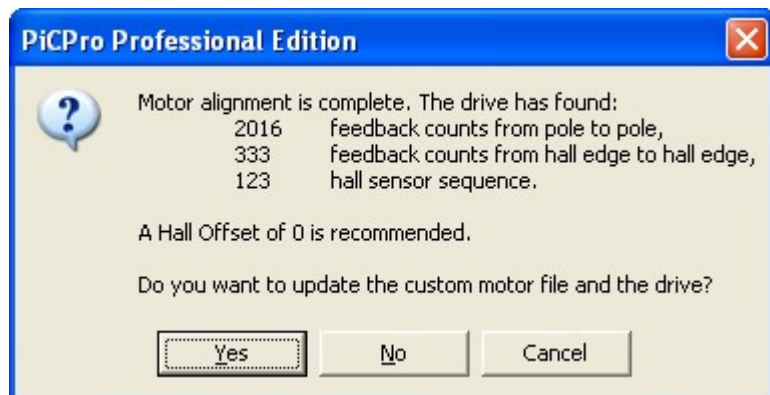 PiCPro Professional Edition
Motor alignment is complete. The drive has found:
2016 feedback counts from pole to pole,
333 feedback counts from hall edge to hall edge,
123 hall sensor sequence.
A Hall Offset of 0 is recommended.
Do you want to update the custom motor file and the drive?
Yes No Cancel